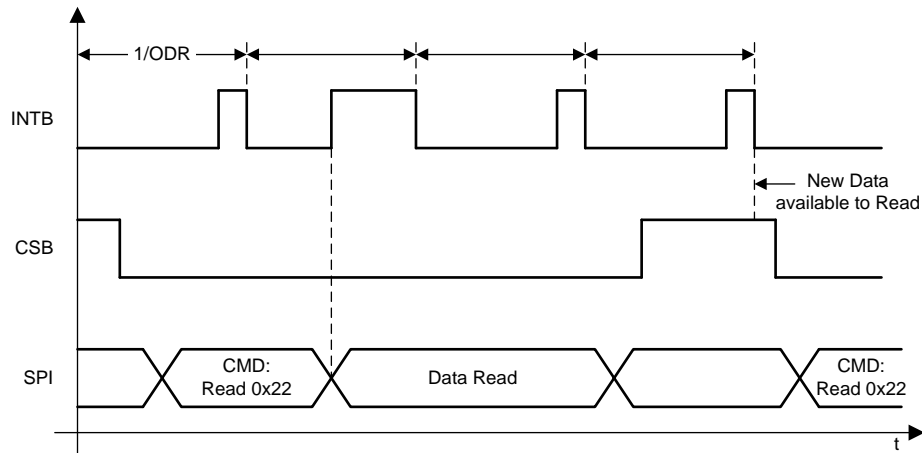 1/ODR
INTB
New Data
available to Read
CSB
CMD:
Read 0x22
Data Read
CMD:
Read 0x22
SPI
t